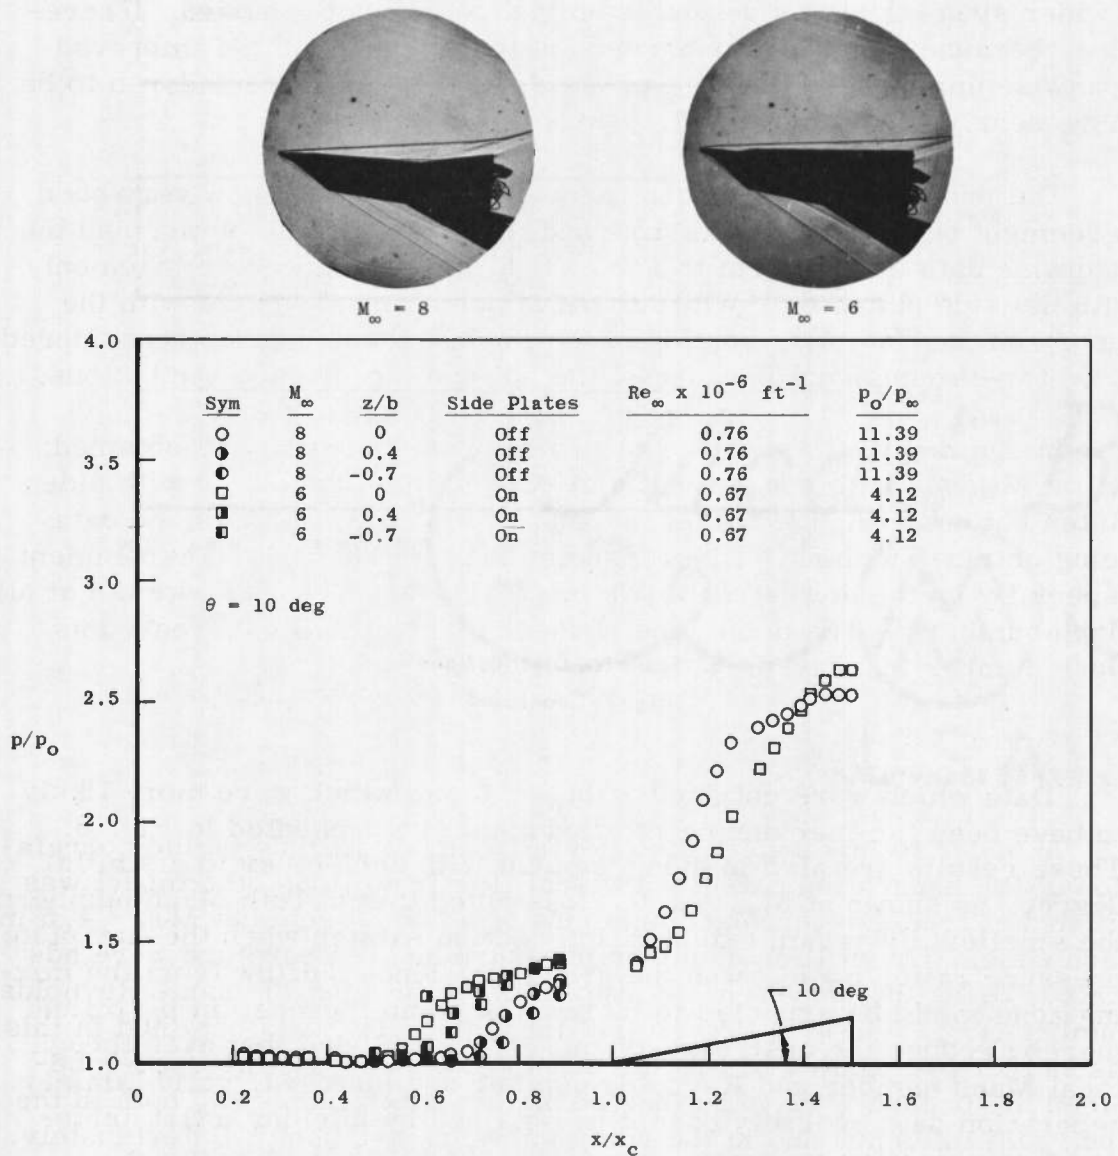 M∞ = 8
M∞ = 6
4.0
3.5
3.0
2.5
2.0
1.5
1.0
p/p₀
Sym M∞ z/b Side Plates Re∞ x 10⁻⁶ ft⁻¹ p₀/p∞
○ 8 0 Off 0.76 11.39
◑ 8 0.4 Off 0.76 11.39
◐ 8 -0.7 Off 0.76 11.39
□ 6 0 On 0.67 4.12
◨ 6 0.4 On 0.67 4.12
◧ 6 -0.7 On 0.67 4.12
θ = 10 deg
10 deg
0 0.2 0.4 0.6 0.8 1.0 1.2 1.4 1.6 1.8 2.0
x/x_c